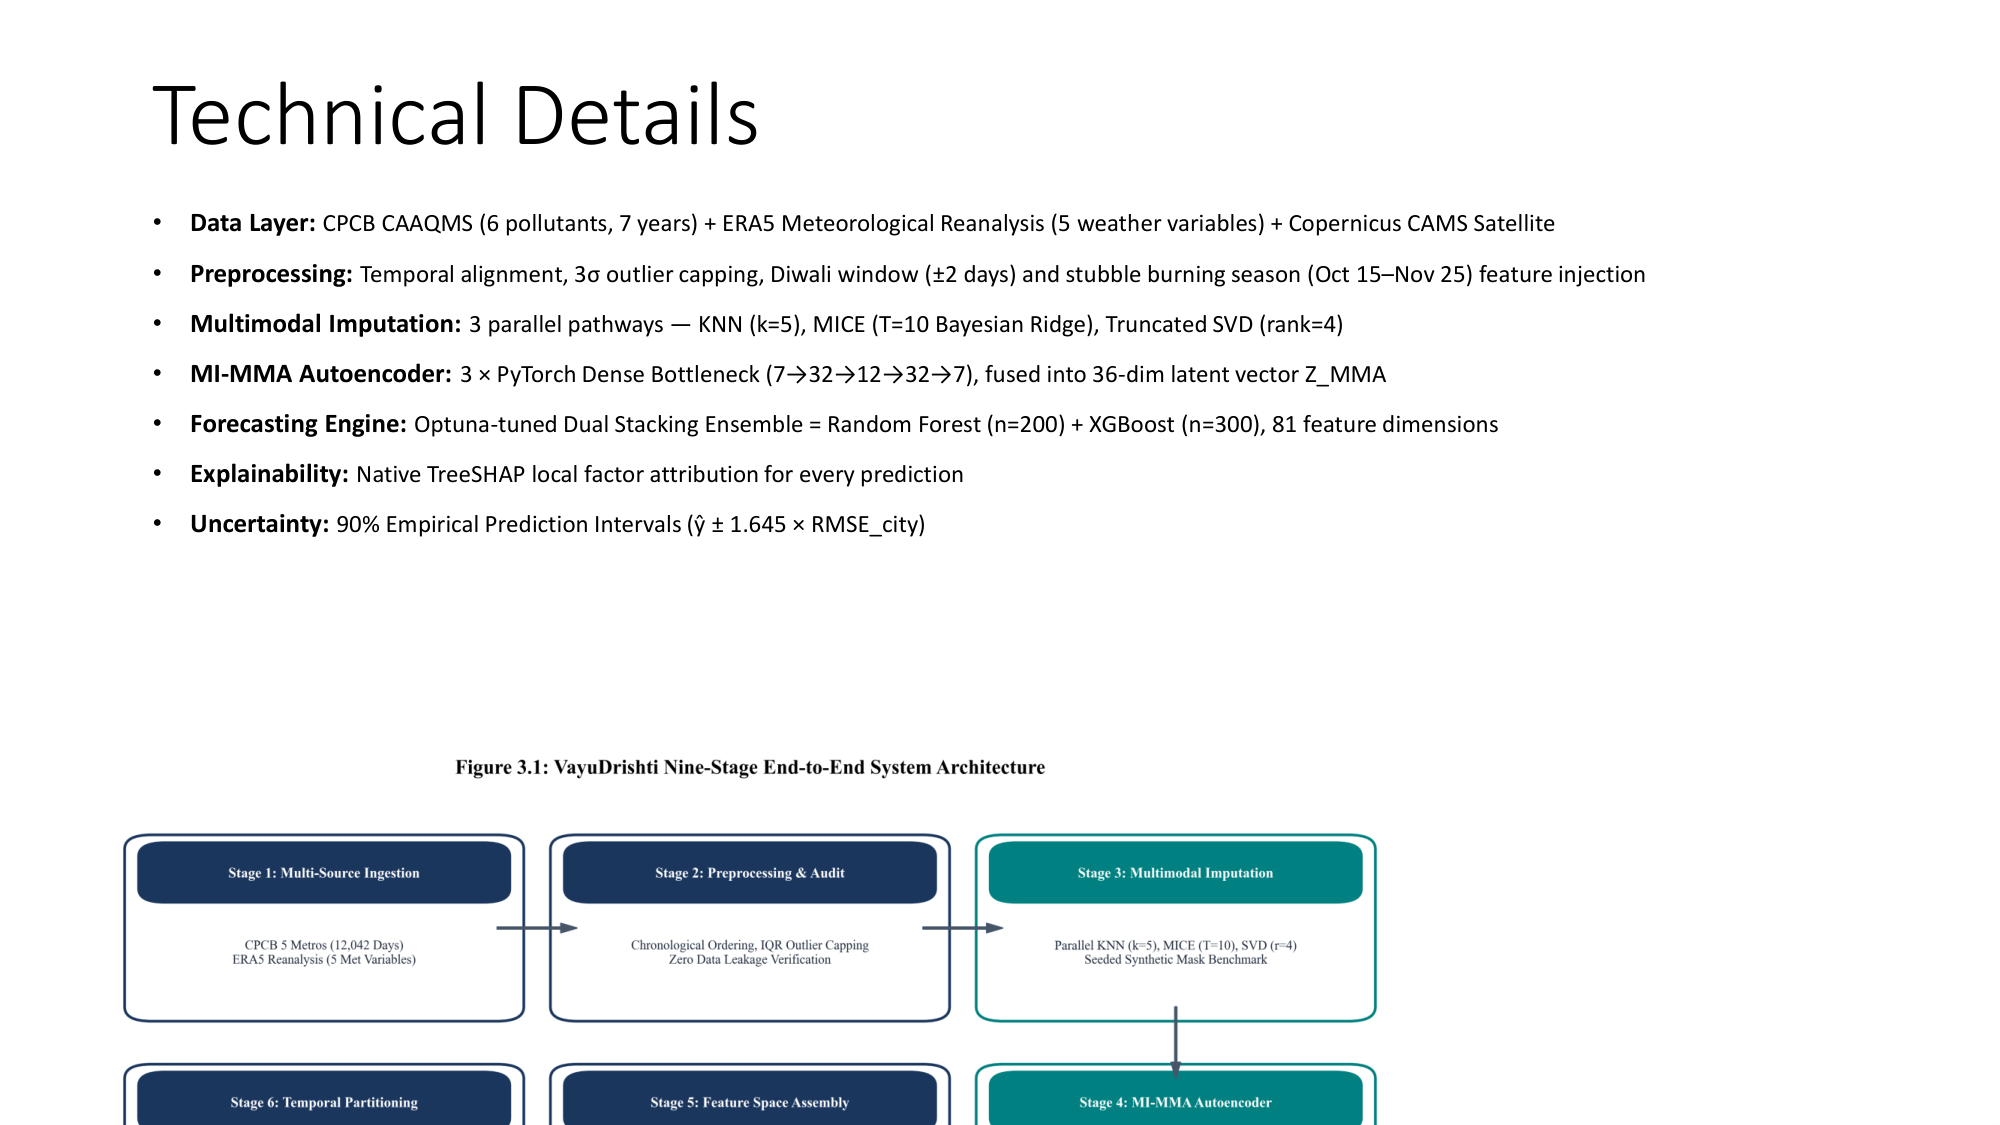 Technical Details
• Data Layer: CPCB CAAQMS (6 pollutants, 7 years) + ERA5 Meteorological Reanalysis (5 weather variables) + Copernicus CAMS Satellite
• Preprocessing: Temporal alignment, 3σ outlier capping, Diwali window (±2 days) and stubble burning season (Oct 15–Nov 25) feature injection
• Multimodal Imputation: 3 parallel pathways — KNN (k=5), MICE (T=10 Bayesian Ridge), Truncated SVD (rank=4)
• MI-MMA Autoencoder: 3 × PyTorch Dense Bottleneck (7→32→12→32→7), fused into 36-dim latent vector Z_MMA
• Forecasting Engine: Optuna-tuned Dual Stacking Ensemble = Random Forest (n=200) + XGBoost (n=300), 81 feature dimensions
• Explainability: Native TreeSHAP local factor attribution for every prediction
• Uncertainty: 90% Empirical Prediction Intervals (ŷ ± 1.645 × RMSE_city)
Figure 3.1: VayuDrishti Nine-Stage End-to-End System Architecture
Stage 1: Multi-Source Ingestion
CPCB 5 Metros (12,042 Days)
ERA5 Reanalysis (5 Met Variables)
Stage 2: Preprocessing & Audit
Chronological Ordering, IQR Outlier Capping
Zero Data Leakage Verification
Stage 3: Multimodal Imputation
Parallel KNN (k=5), MICE (T=10), SVD (r=4)
Seeded Synthetic Mask Benchmark
Stage 6: Temporal Partitioning
Stage 5: Feature Space Assembly
Stage 4: MI-MMA Autoencoder